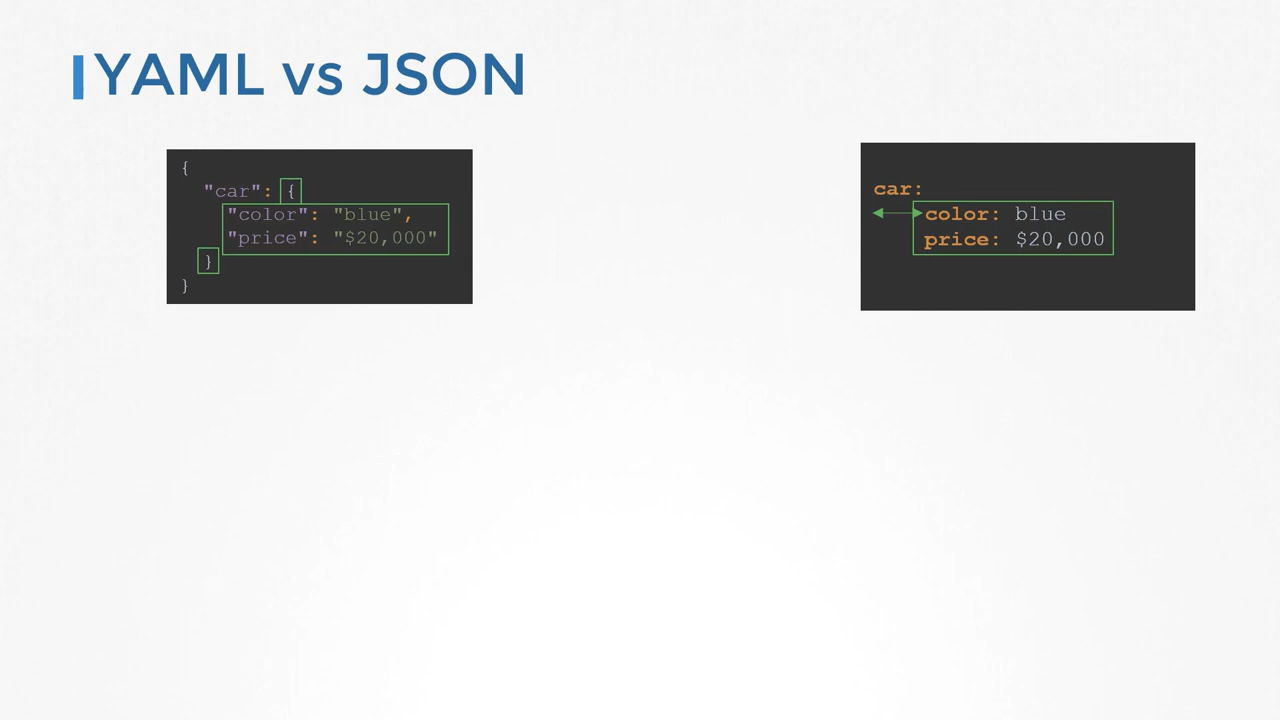 YAML vs JSON
{
"car": {
"color": "blue",
"price": "$20,000"
}
}
car:
color: blue
price: $20,000